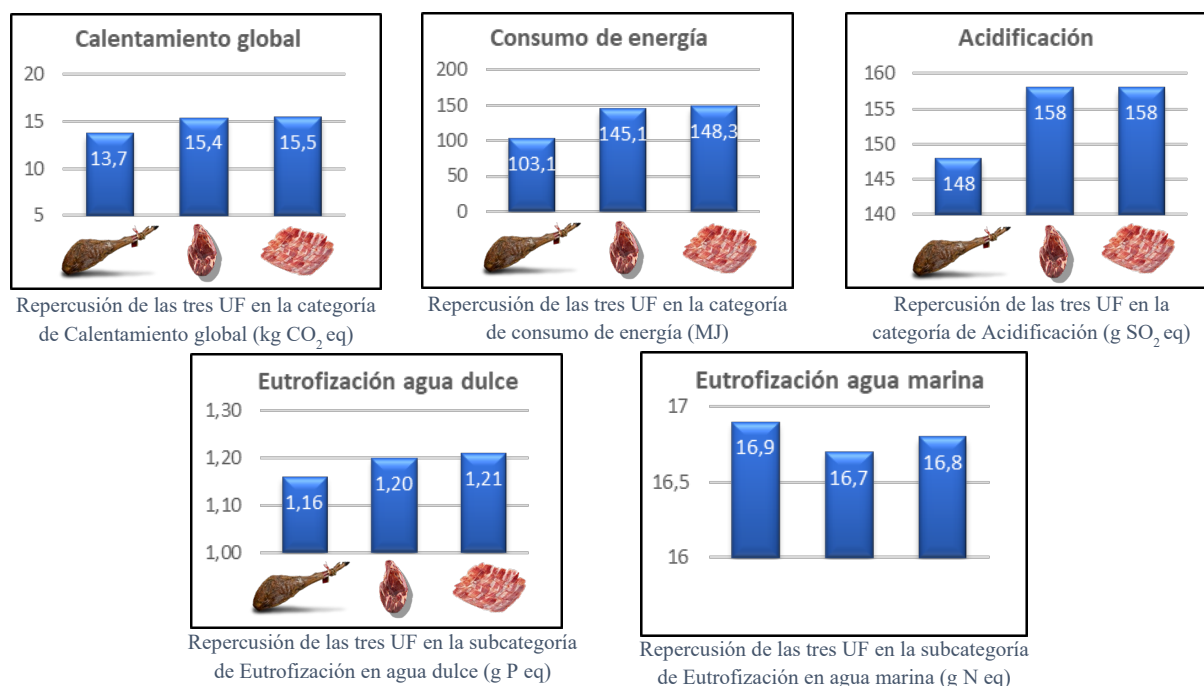 Calentamiento global
20
15
10
5
13,7
15,4
15,5
Repercusión de las tres UF en la categoría
de Calentamiento global (kg CO₂ eq)
Consumo de energía
200
150
100
50
0
103,1
145,1
148,3
Repercusión de las tres UF en la categoría
de consumo de energía (MJ)
Acidificación
160
155
150
145
140
148
158
158
Repercusión de las tres UF en la
categoría de Acidificación (g SO₂ eq)
Eutrofización agua dulce
1,30
1,20
1,10
1,00
1,16
1,20
1,21
Repercusión de las tres UF en la subcategoría
de Eutrofización en agua dulce (g P eq)
Eutrofización agua marina
17
16,5
16
16,9
16,7
16,8
Repercusión de las tres UF en la subcategoría
de Eutrofización en agua marina (g N eq)